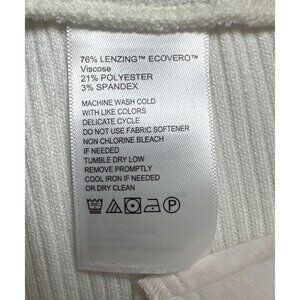 76% LENZING™ ECOVERO™
Viscose
21% POLYESTER
3% SPANDEX
MACHINE WASH COLD
WITH LIKE COLORS
DELICATE CYCLE
DO NOT USE FABRIC SOFTENER
NON CHLORINE BLEACH
IF NEEDED
TUMBLE DRY LOW
REMOVE PROMPTLY
COOL IRON IF NEEDED
OR DRY CLEAN
P